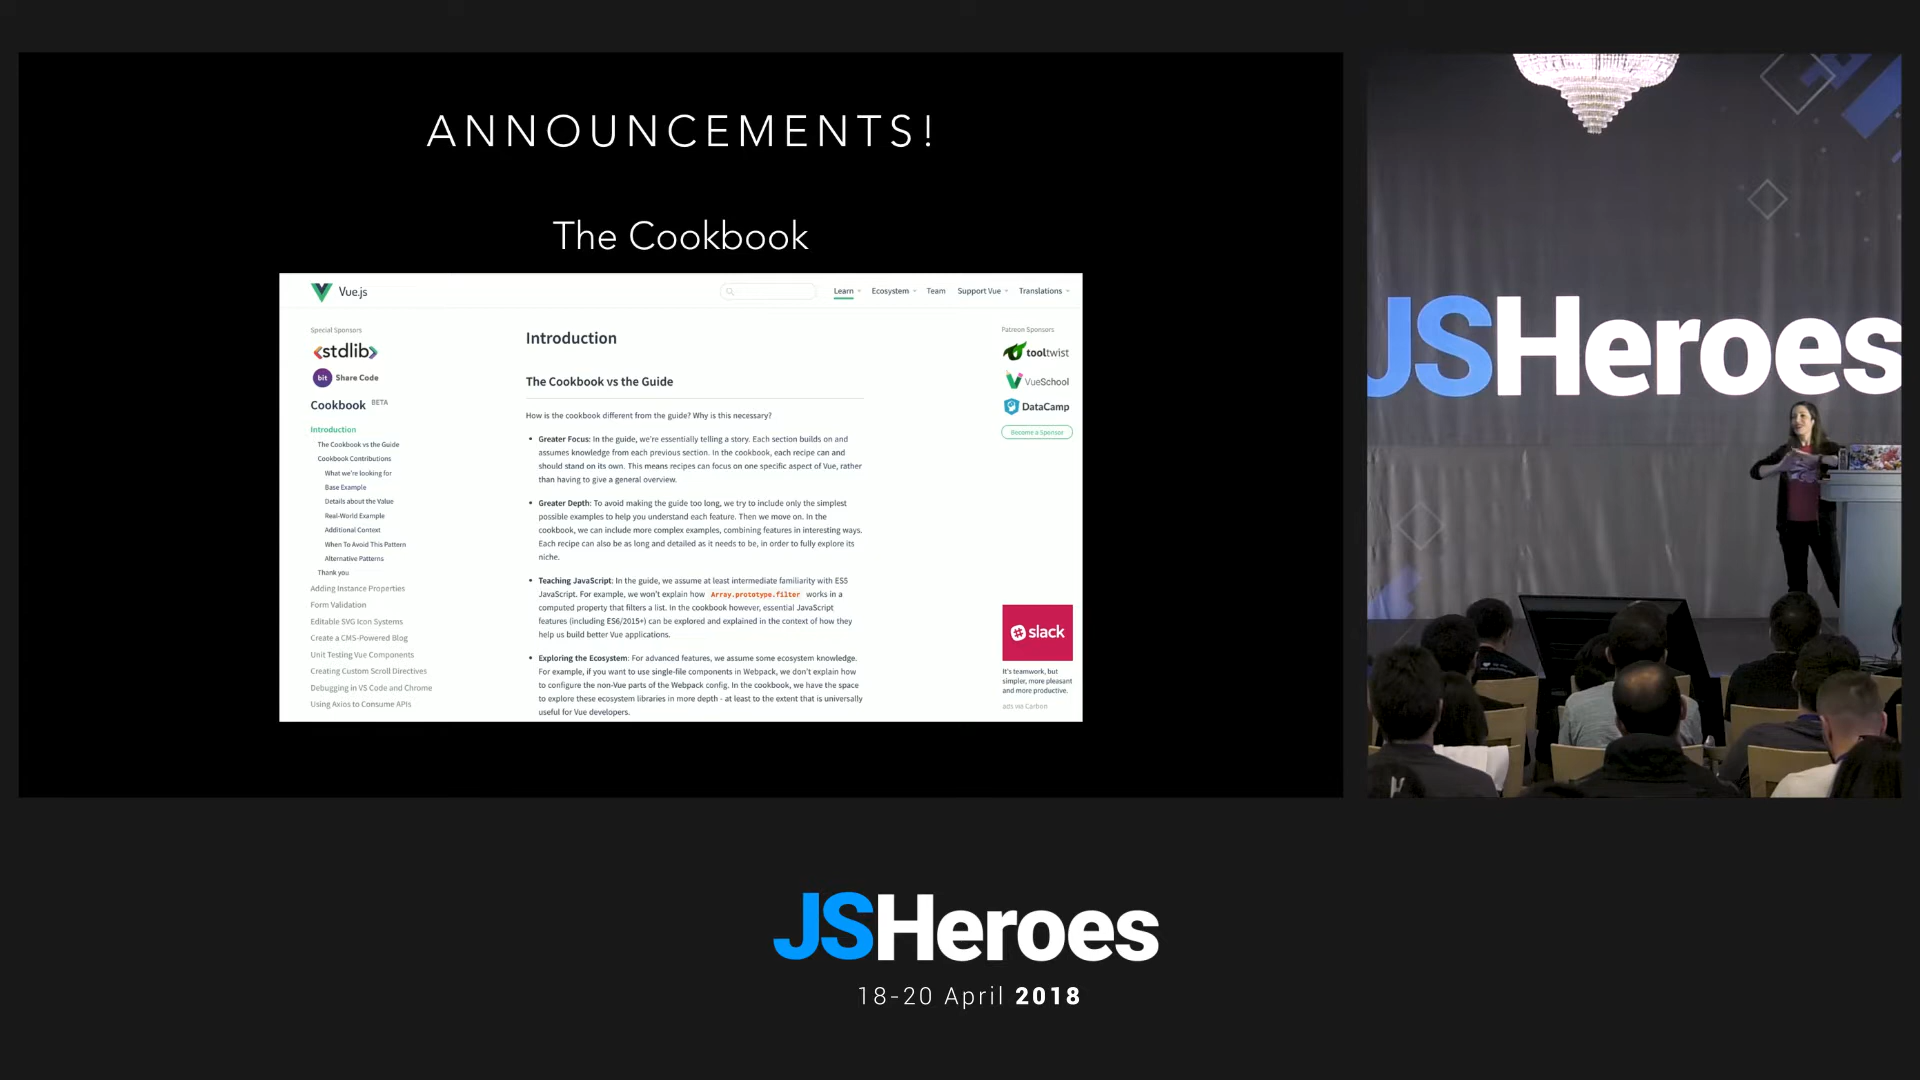 ANNOUNCEMENTS!
The Cookbook
Vue.js
Learn
Ecosystem
Team
Support Vue
Translations
Special Sponsors
<stdlib>
bit
Share Code
Cookbook BETA
Introduction
The Cookbook vs the Guide
Cookbook Contributions
What we're looking for
Base Example
Details about the Value
Real-World Example
Additional Context
When To Avoid This Pattern
Alternative Patterns
Thank you
Adding Instance Properties
Form Validation
Editable SVG Icon Systems
Create a CMS-Powered Blog
Unit Testing Vue Components
Creating Custom Scroll Directives
Debugging in VS Code and Chrome
Using Axios to Consume APIs
Introduction
The Cookbook vs the Guide
How is the cookbook different from the guide? Why is this necessary?
• Greater Focus: In the guide, we're essentially telling a story. Each section builds on and
assumes knowledge from each previous section. In the cookbook, each recipe can and
should stand on its own. This means recipes can focus on one specific aspect of Vue, rather
than having to give a general overview.
• Greater Depth: To avoid making the guide too long, we try to include only the simplest
possible examples to help you understand each feature. Then we move on. In the
cookbook, we can include more complex examples, combining features in interesting ways.
Each recipe can also be as long and detailed as it needs to be, in order to fully explore its
niche.
• Teaching JavaScript: In the guide, we assume at least intermediate familiarity with ES5
JavaScript. For example, we won't explain how Array.prototype.filter works in a
computed property that filters a list. In the cookbook however, essential JavaScript
features (including ES6/2015+) can be explored and explained in the context of how they
help us build better Vue applications.
• Exploring the Ecosystem: For advanced features, we assume some ecosystem knowledge.
For example, if you want to use single-file components in Webpack, we don't explain how
to configure the non-Vue parts of the Webpack config. In the cookbook, we have the space
to explore these ecosystem libraries in more depth - at least to the extent that is universally
useful for Vue developers.
Patreon Sponsors
tooltwist
VueSchool
DataCamp
Become a Sponsor
slack
It's teamwork, but
simpler, more pleasant
and more productive.
ads via Carbon
JSHeroes
JSHeroes
18-20 April 2018